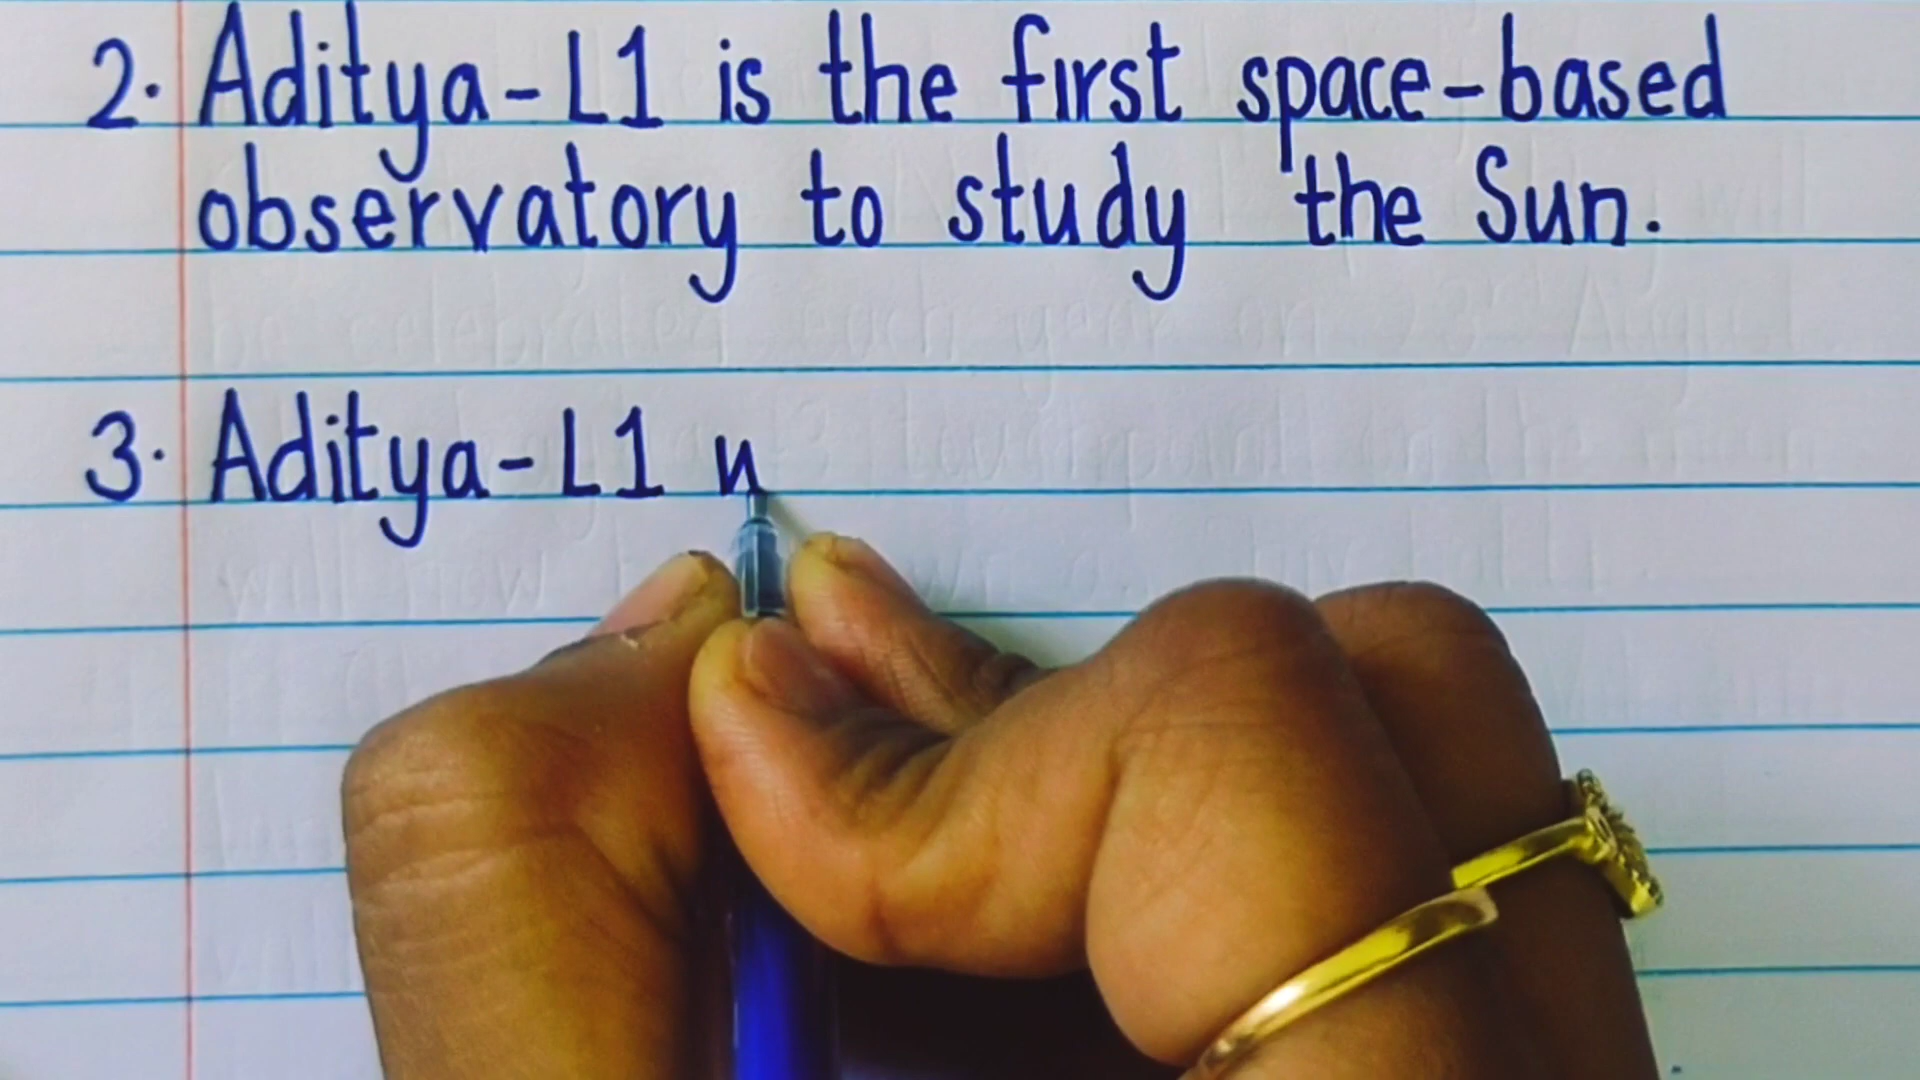 2. Aditya-L1 is the first space-based
observatory to study the Sun.
3. Aditya-L1